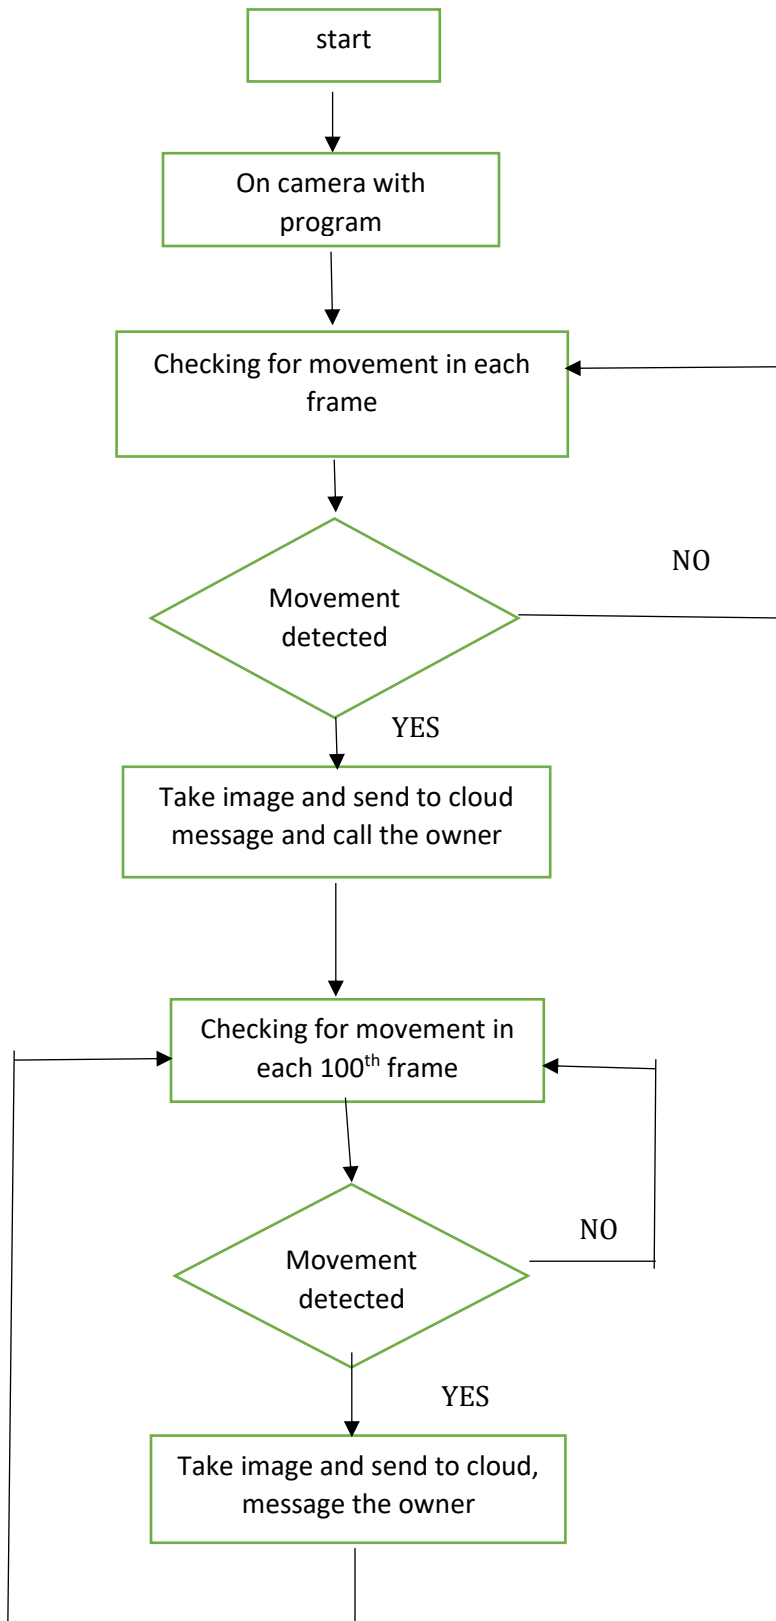 start
On camera with
program
Checking for movement in each
frame
NO
Movement
detected
YES
Take image and send to cloud
message and call the owner
Checking for movement in
each 100th frame
NO
Movement
detected
YES
Take image and send to cloud,
message the owner